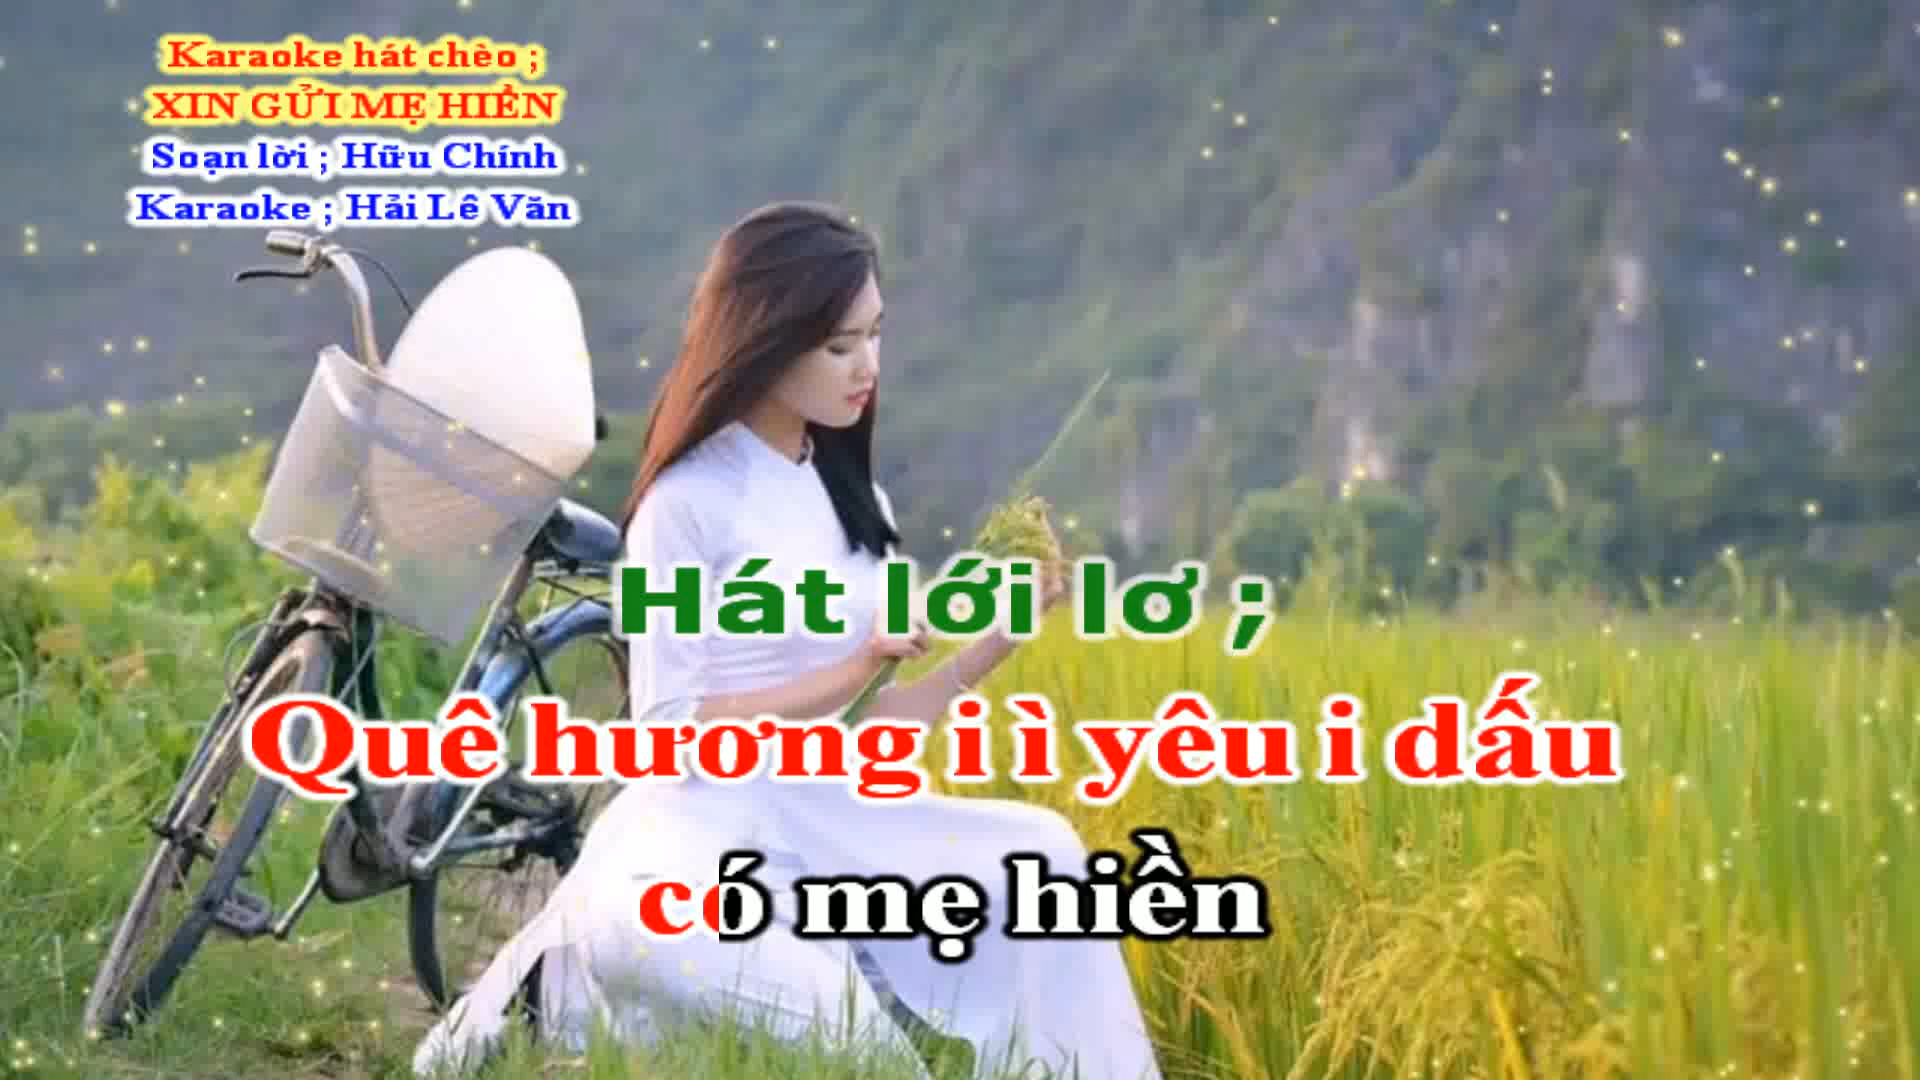 Karaoke hát chèo ;
XIN GỬI MẸ HIỀN
Soạn lời ; Hữu Chính
Karaoke ; Hải Lê Văn
Hát lới lơ ;
Quê hương i ì yêu i dấu
có mẹ hiền